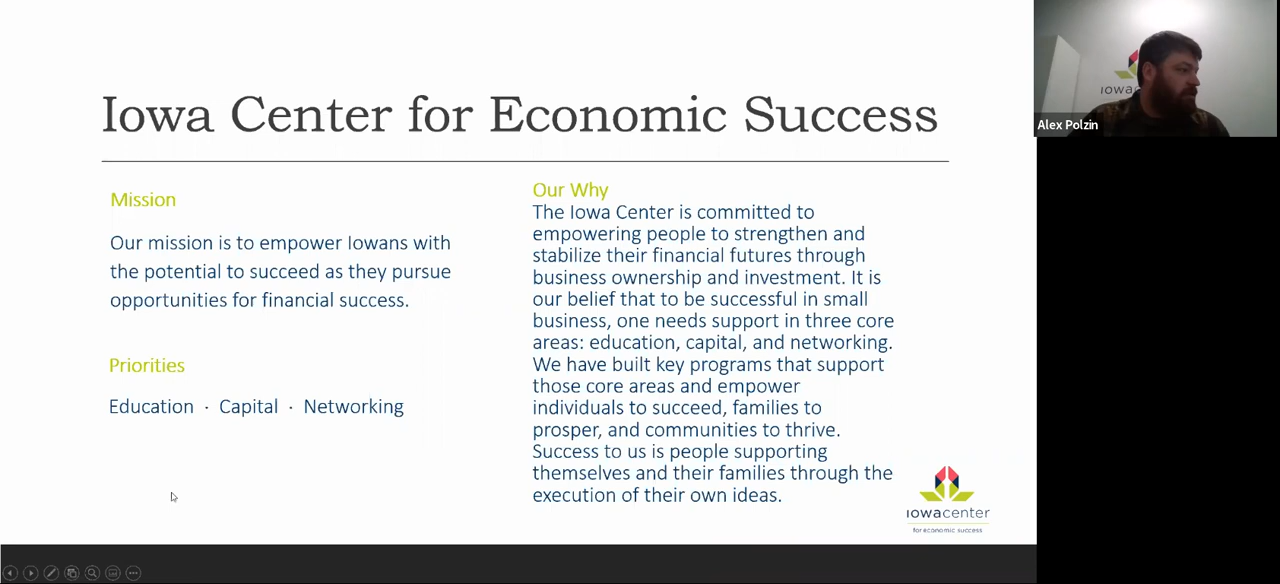 Iowa Center for Economic Success
Mission
Our mission is to empower Iowans with
the potential to succeed as they pursue
opportunities for financial success.
Priorities
Education · Capital · Networking
Our Why
The Iowa Center is committed to
empowering people to strengthen and
stabilize their financial futures through
business ownership and investment. It is
our belief that to be successful in small
business, one needs support in three core
areas: education, capital, and networking.
We have built key programs that support
those core areas and empower
individuals to succeed, families to
prosper, and communities to thrive.
Success to us is people supporting
themselves and their families through the
execution of their own ideas.
iowacenter
for economic success
iowac
Alex Polzin